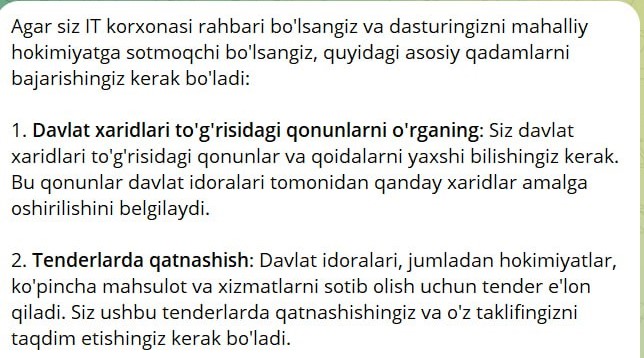 Agar siz IT korxonasi rahbari bo'lsangiz va dasturingizni mahalliy
hokimiyatga sotmoqchi bo'lsangiz, quyidagi asosiy qadamlarni
bajarishingiz kerak bo'ladi:
1. Davlat xaridlari to'g'risidagi qonunlarni o'rganing: Siz davlat
xaridlari to'g'risidagi qonunlar va qoidalarni yaxshi bilishingiz kerak.
Bu qonunlar davlat idoralari tomonidan qanday xaridlar amalga
oshirilishini belgilaydi.
2. Tenderlarda qatnashish: Davlat idoralari, jumladan hokimiyatlar,
ko'pincha mahsulot va xizmatlarni sotib olish uchun tender e'lon
qiladi. Siz ushbu tenderlarda qatnashishingiz va o'z taklifingizni
taqdim etishingiz kerak bo'ladi.